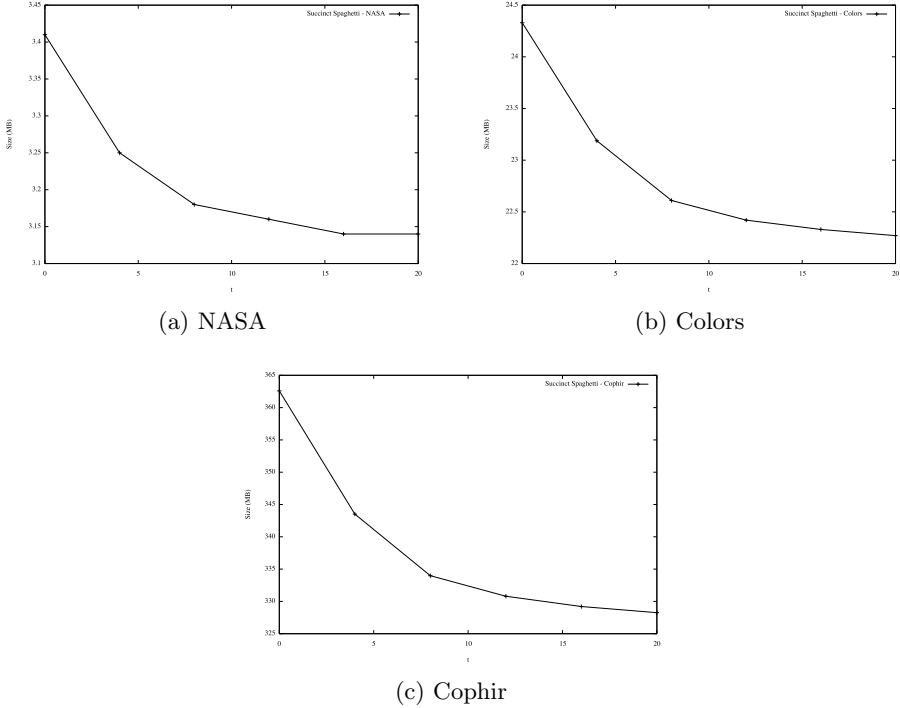 3.45
3.4
3.35
3.3
3.25
3.2
3.15
3.1
Size (MB)
0 5 10 15 20
t
Succinct Spaghetti - NASA
(a) NASA
24.5
24
23.5
23
22.5
22
Size (MB)
0 5 10 15 20
t
Succinct Spaghetti - Colors
(b) Colors
365
360
355
350
345
340
335
330
325
Size (MB)
0 5 10 15 20
t
Succinct Spaghetti - Cophir
(c) Cophir